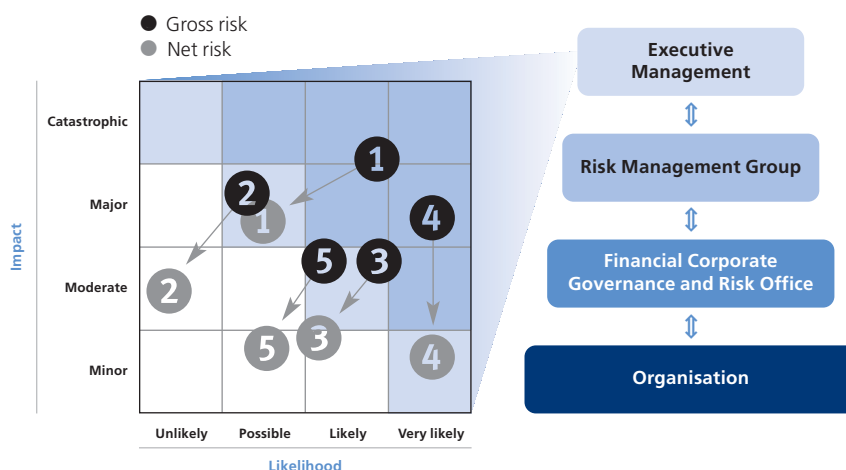 Gross risk
Net risk
Executive
Management
Catastrophic
1
Risk Management Group
2
Major
1
4
Impact
Financial Corporate
Governance and Risk Office
5
3
Moderate
2
3
5
4
Minor
Organisation
Unlikely
Possible
Likely
Very likely
Likelihood